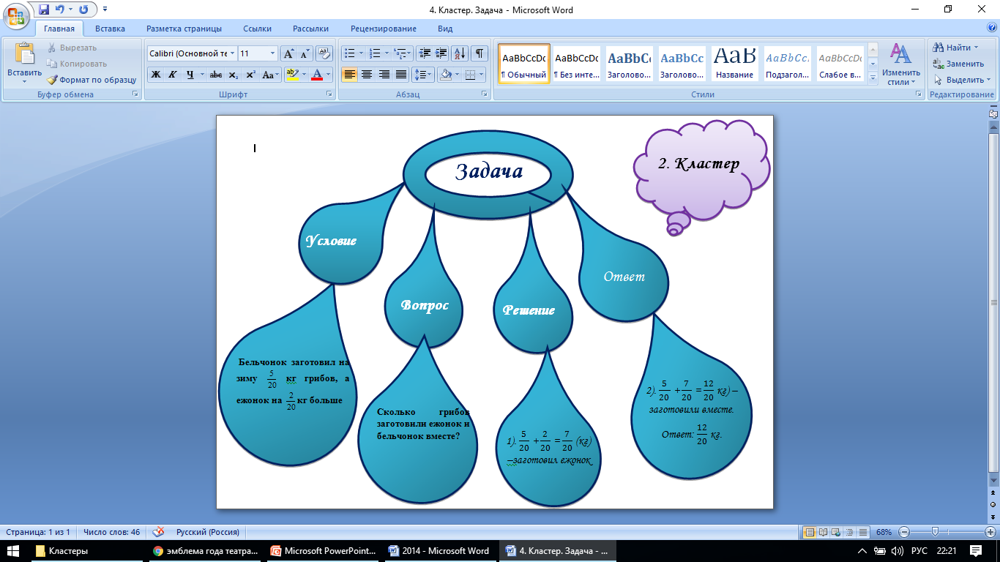 4. Кластер. Задача - Microsoft Word
Главная Вставка Разметка страницы Ссылки Рассылки Рецензирование Вид
Вставить
Вырезать
Копировать
Формат по образцу
Буфер обмена
Calibri (Основной те 11
Ж К Ч abc x₂ x² Aa
Шрифт
Абзац
AaBbCcDc AaBbCcDc AaBbCc AaBbCc AaB AaBbCc. AaBbCcDc
¶ Обычный ¶ Без инте... Заголово... Заголово... Название Подзагол... Слабое в...
Изменить стили
Стили
Найти
Заменить
Выделить
Редактирование
Задача
2. Кластер
Условие
Вопрос
Решение
Ответ
Бельчонок заготовил на
зиму 5/20 кг грибов, а
ежонок на 2/20 кг больше
Сколько грибов
заготовили ежонок и
бельчонок вместе?
1). 5/20 + 2/20 = 7/20 (кг)
–заготовил ежонок
2). 5/20 + 7/20 = 12/20 кг) –
заготовили вместе.
Ответ: 12/20 кг.
Страница: 1 из 1 Число слов: 46 Русский (Россия) 68%
Кластеры эмблема года театра... Microsoft PowerPoint... 2014 - Microsoft Word 4. Кластер. Задача - ... РУС 22:21